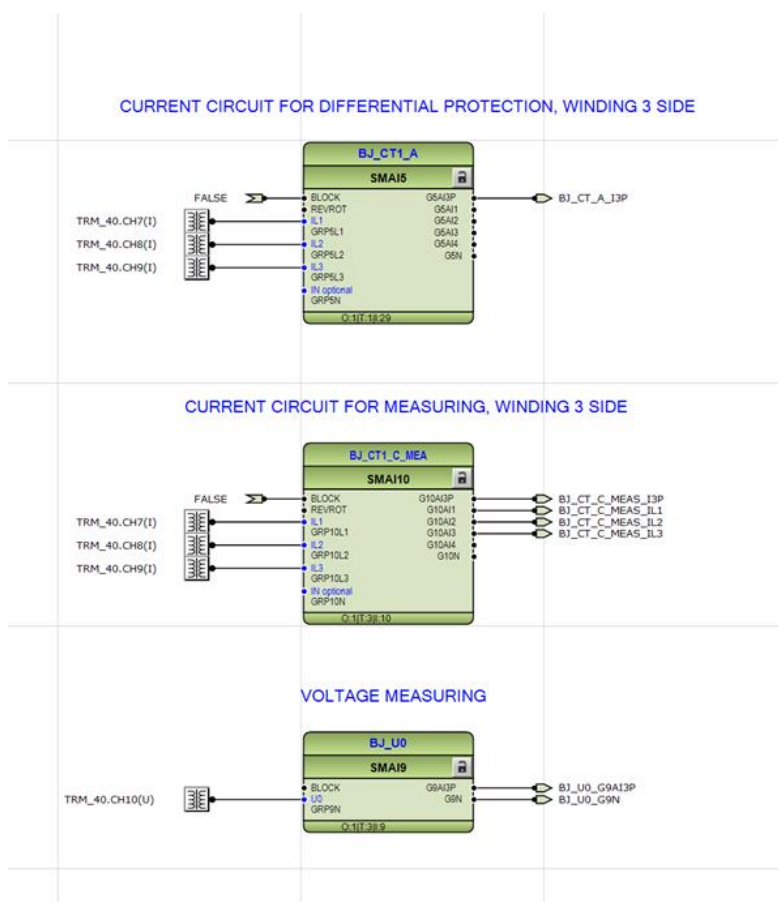 CURRENT CIRCUIT FOR DIFFERENTIAL PROTECTION, WINDING 3 SIDE
BJ_CT1_A
SMAI5
FALSE BLOCK G5AI3P BJ_CT_A_I3P
REVROT G5AI1
TRM_40.CH7(I) IL1 G5AI2
GRP5L1 G5AI3
TRM_40.CH8(I) IL2 G5AI4
GRP5L2 G5N
TRM_40.CH9(I) IL3
GRP5L3
IN optional
GRP5N
O:1|T:1|I:29
CURRENT CIRCUIT FOR MEASURING, WINDING 3 SIDE
BJ_CT1_C_MEA
SMAI10
FALSE BLOCK G10AI3P BJ_CT_C_MEAS_I3P
REVROT G10AI1 BJ_CT_C_MEAS_IL1
TRM_40.CH7(I) IL1 G10AI2 BJ_CT_C_MEAS_IL2
GRP10L1 G10AI3 BJ_CT_C_MEAS_IL3
TRM_40.CH8(I) IL2 G10AI4
GRP10L2 G10N
TRM_40.CH9(I) IL3
GRP10L3
IN optional
GRP10N
O:1|T:3|I:10
VOLTAGE MEASURING
BJ_U0
SMAI9
BLOCK G9AI3P BJ_U0_G9AI3P
TRM_40.CH10(U) U0 G9N BJ_U0_G9N
GRP9N
O:1|T:3|I:9